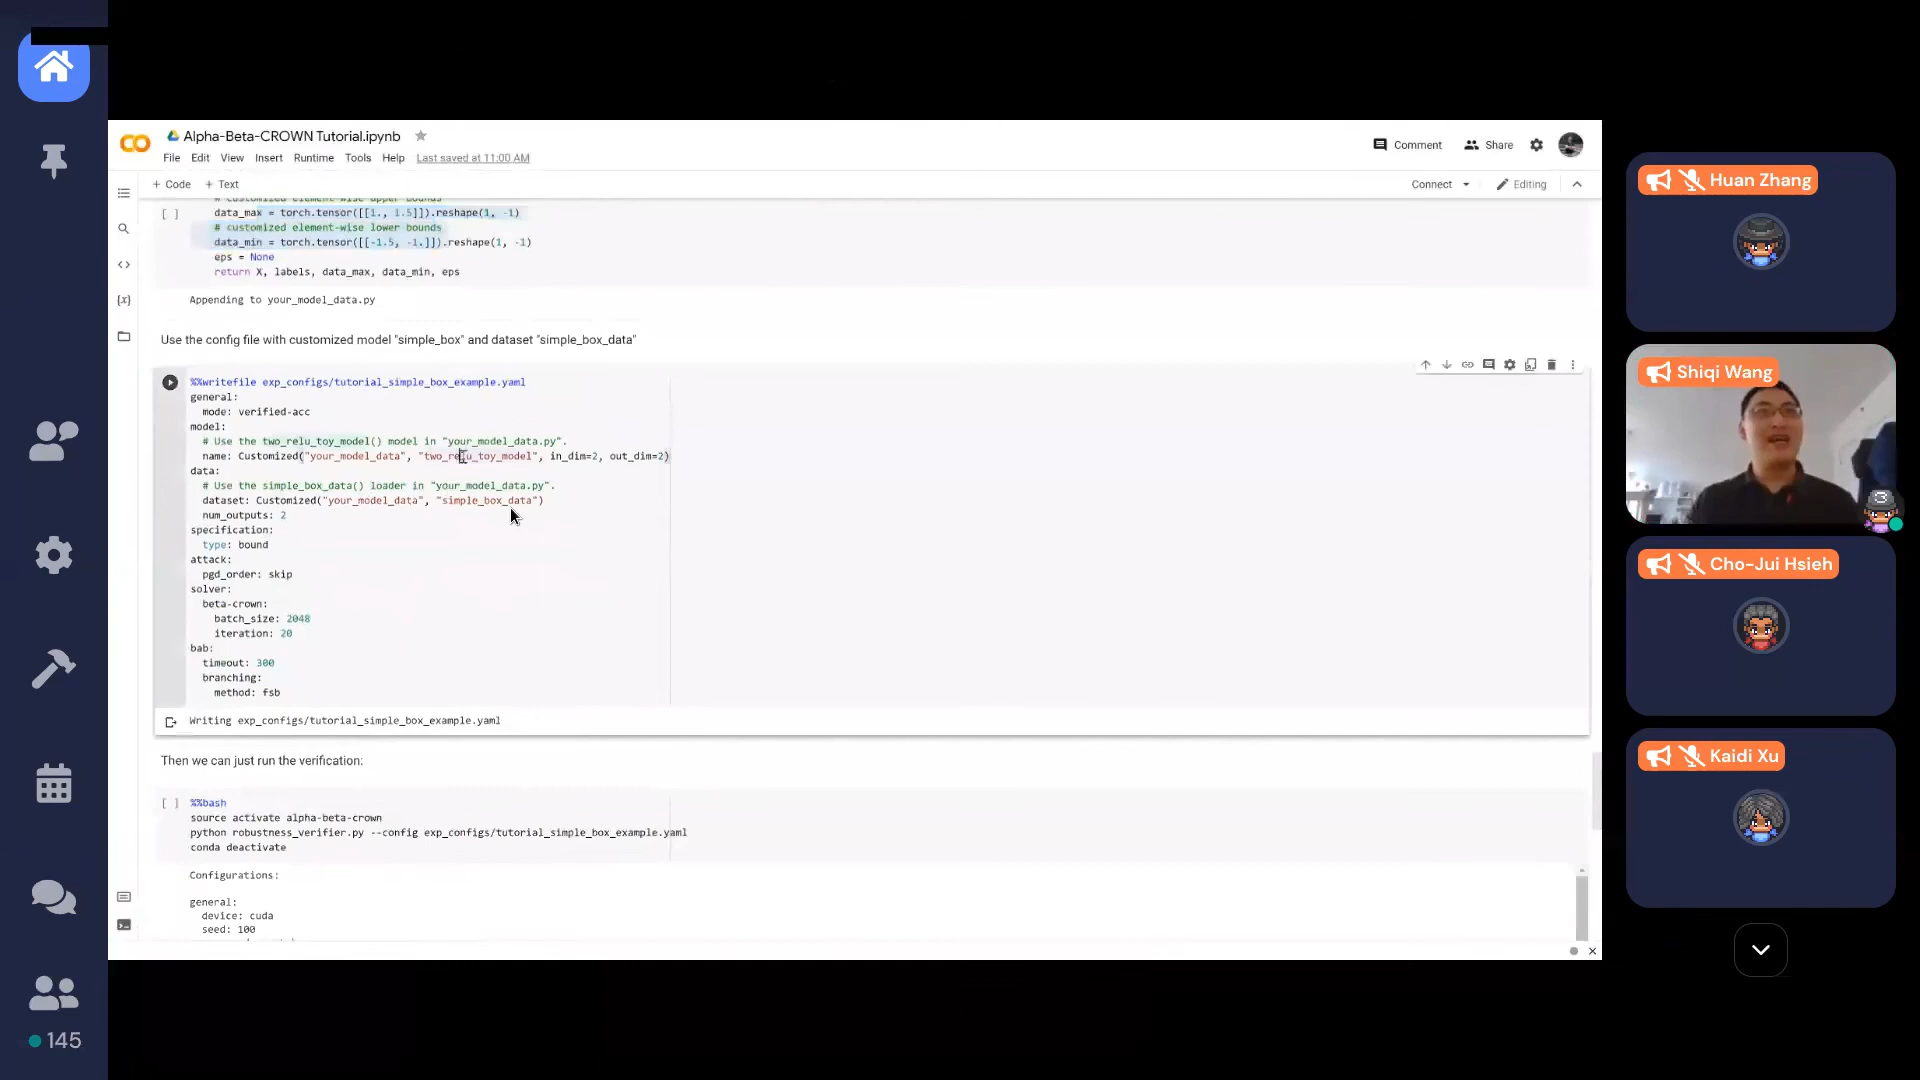 Alpha-Beta-CROWN Tutorial.ipynb
File Edit View Insert Runtime Tools Help Last saved at 11:00 AM
Comment Share
+ Code + Text
Connect Editing
# customized element-wise upper bounds
[ ] data_max = torch.tensor([[1., 1.5]]).reshape(1, -1)
# customized element-wise lower bounds
data_min = torch.tensor([[-1.5, -1.]]).reshape(1, -1)
eps = None
return X, labels, data_max, data_min, eps
Appending to your_model_data.py
Use the config file with customized model "simple_box" and dataset "simple_box_data"
%%writefile exp_configs/tutorial_simple_box_example.yaml
general:
mode: verified-acc
model:
# Use the two_relu_toy_model() model in "your_model_data.py".
name: Customized("your_model_data", "two_relu_toy_model", in_dim=2, out_dim=2)
data:
# Use the simple_box_data() loader in "your_model_data.py".
dataset: Customized("your_model_data", "simple_box_data")
num_outputs: 2
specification:
type: bound
attack:
pgd_order: skip
solver:
beta-crown:
batch_size: 2048
iteration: 20
bab:
timeout: 300
branching:
method: fsb
Writing exp_configs/tutorial_simple_box_example.yaml
Then we can just run the verification:
[ ] %%bash
source activate alpha-beta-crown
python robustness_verifier.py --config exp_configs/tutorial_simple_box_example.yaml
conda deactivate
Configurations:
general:
device: cuda
seed: 100
Huan Zhang
Shiqi Wang
Cho-Jui Hsieh
Kaidi Xu
145